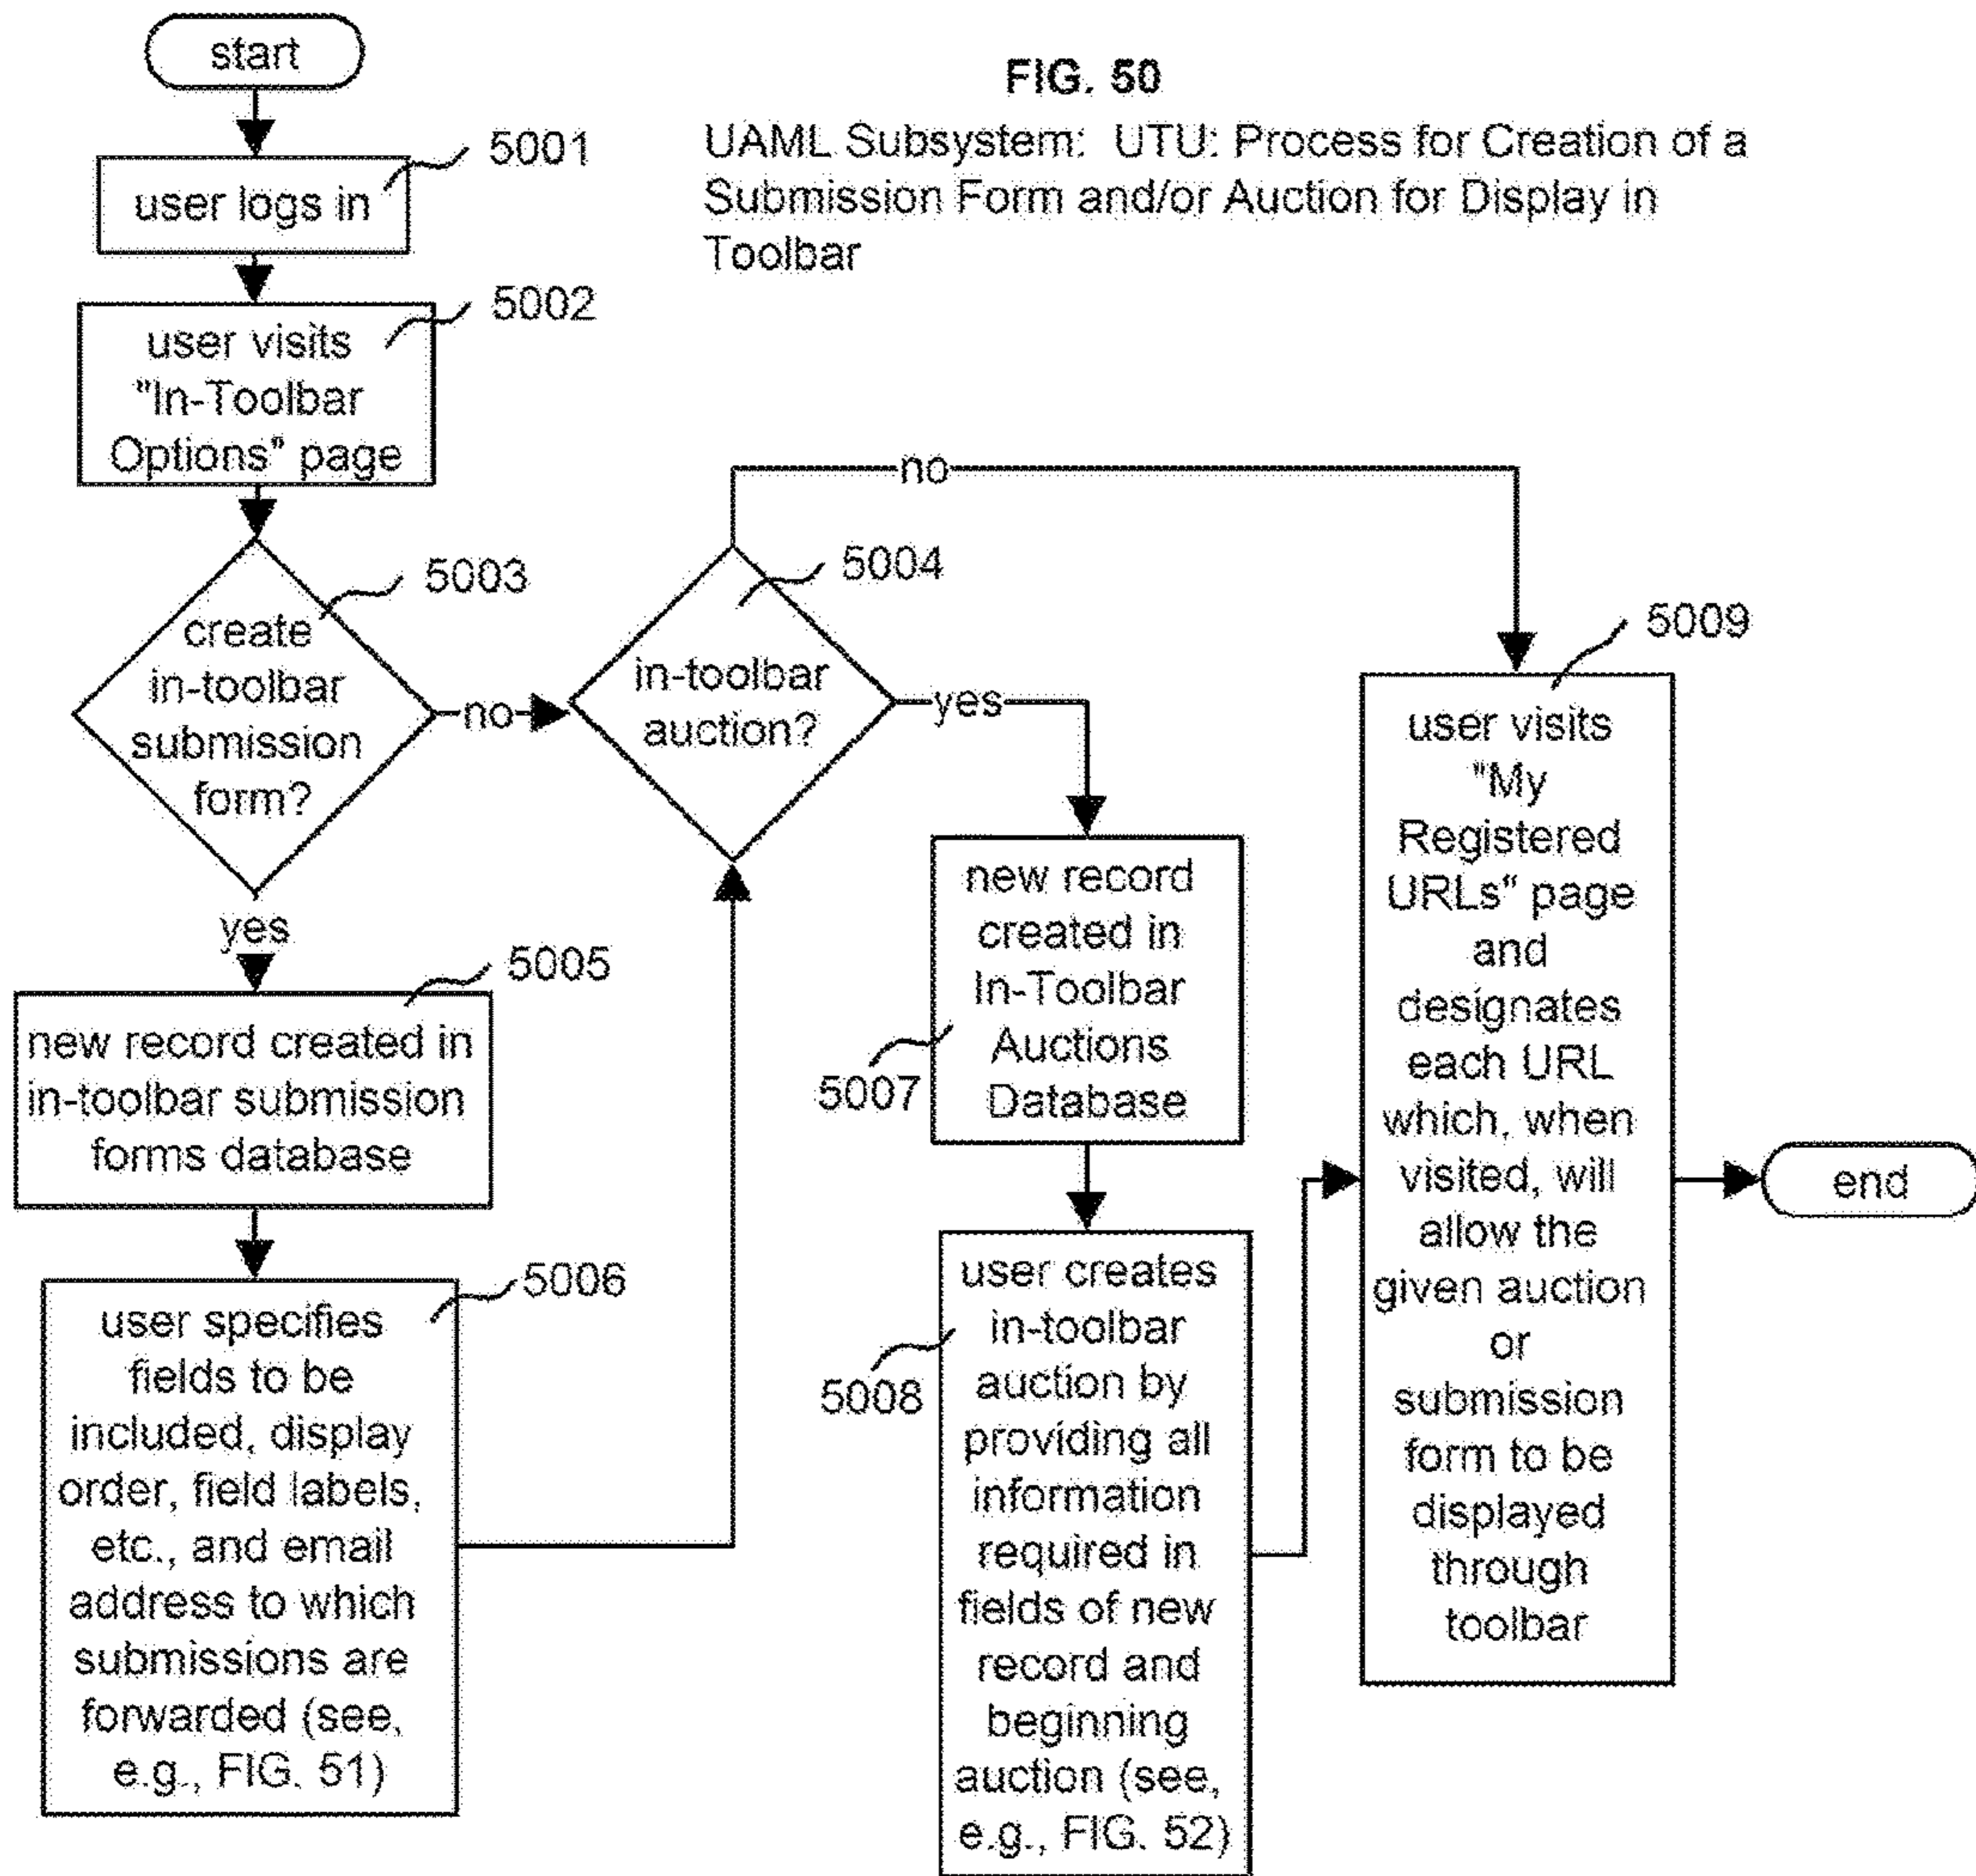 start
FIG. 50
UAML Subsystem: UTU: Process for Creation of a
Submission Form and/or Auction for Display in
Toolbar
5001
user logs in
5002
user visits
"In-Toolbar
Options" page
5003
create
in-toolbar
submission
form?
no
yes
5004
in-toolbar
auction?
no
yes
5005
new record created in
in-toolbar submission
forms database
5006
user specifies
fields to be
included, display
order, field labels,
etc., and email
address to which
submissions are
forwarded (see,
e.g., FIG. 51)
5007
new record
created in
In-Toolbar
Auctions
Database
5008
user creates
in-toolbar
auction by
providing all
information
required in
fields of new
record and
beginning
auction (see,
e.g., FIG. 52)
5009
user visits
"My
Registered
URLs" page
and
designates
each URL
which, when
visited, will
allow the
given auction
or
submission
form to be
displayed
through
toolbar
end